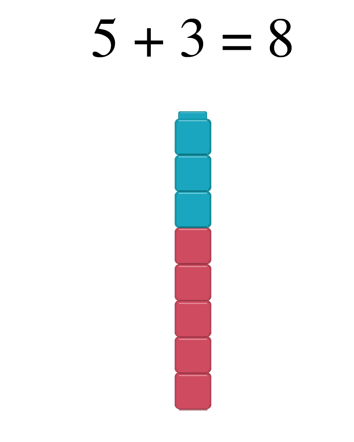 5 + 3 = 8